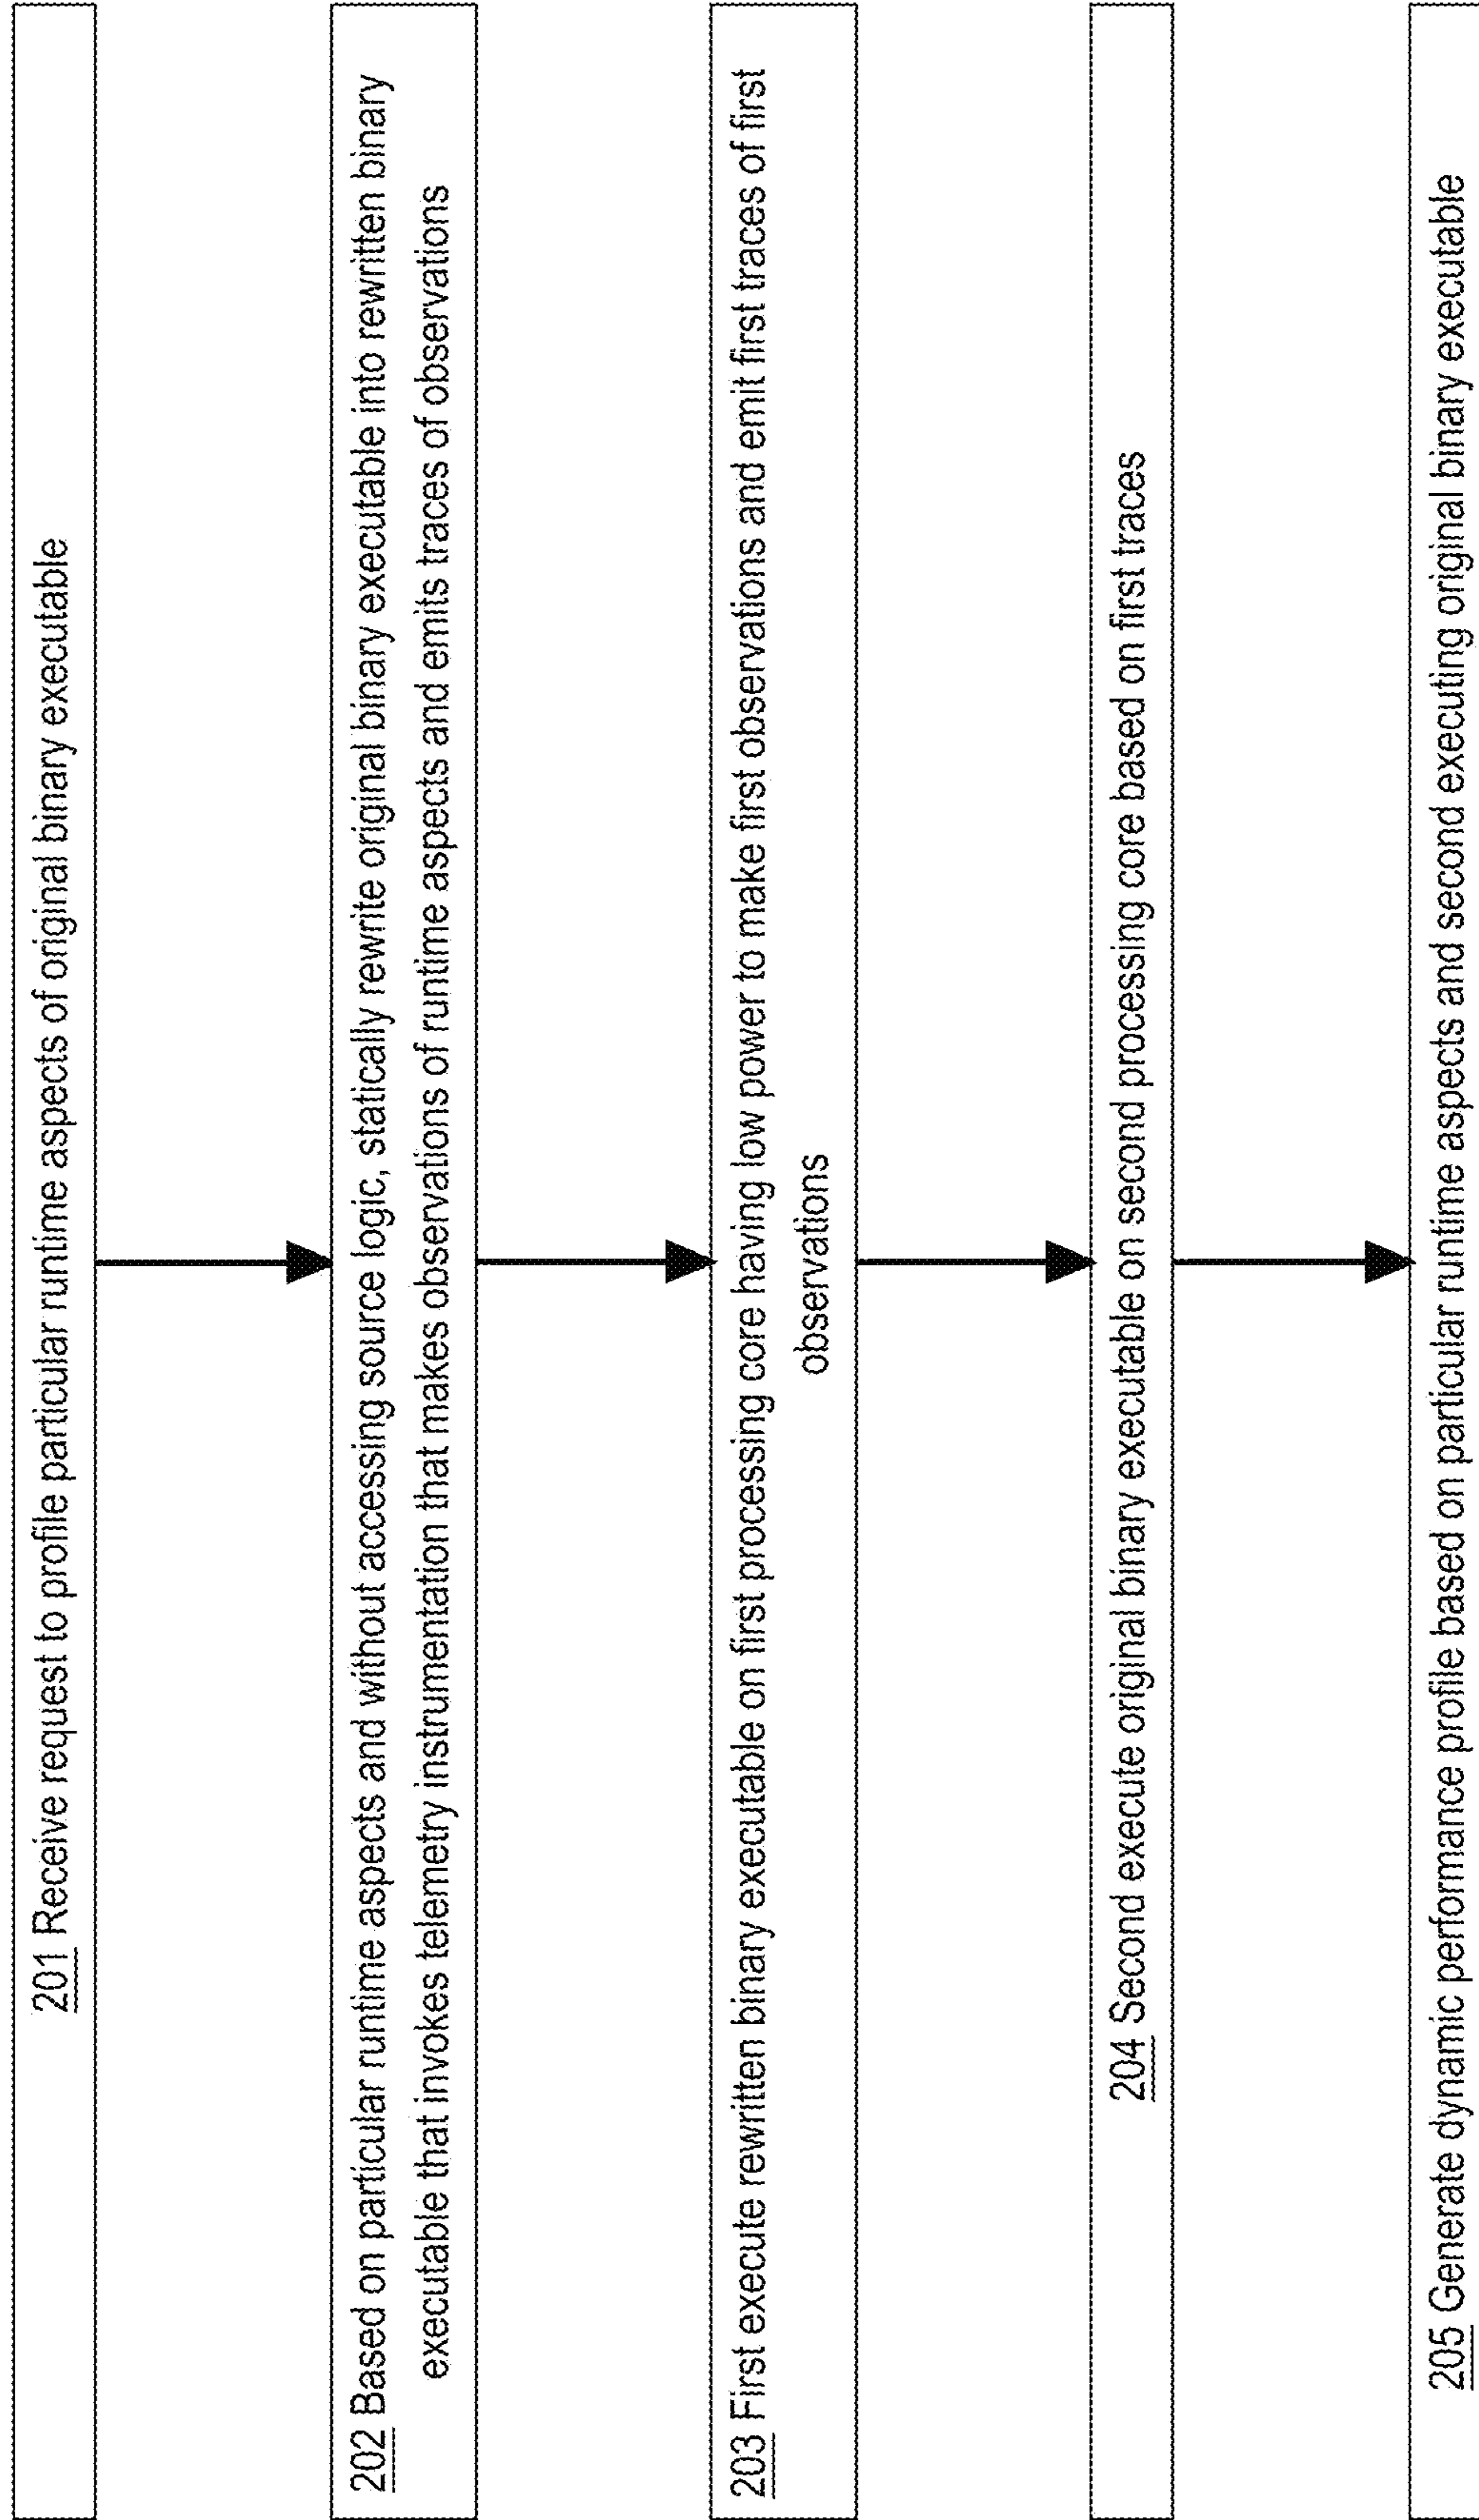 201 Receive request to profile particular runtime aspects of original binary executable
202 Based on particular runtime aspects and without accessing source logic, statically rewrite original binary executable into rewritten binary
executable that invokes telemetry instrumentation that makes observations of runtime aspects and emits traces of observations
203 First execute rewritten binary executable on first processing core having low power to make first observations and emit first traces of first
observations
204 Second execute original binary executable on second processing core based on first traces
205 Generate dynamic performance profile based on particular runtime aspects and second executing original binary executable